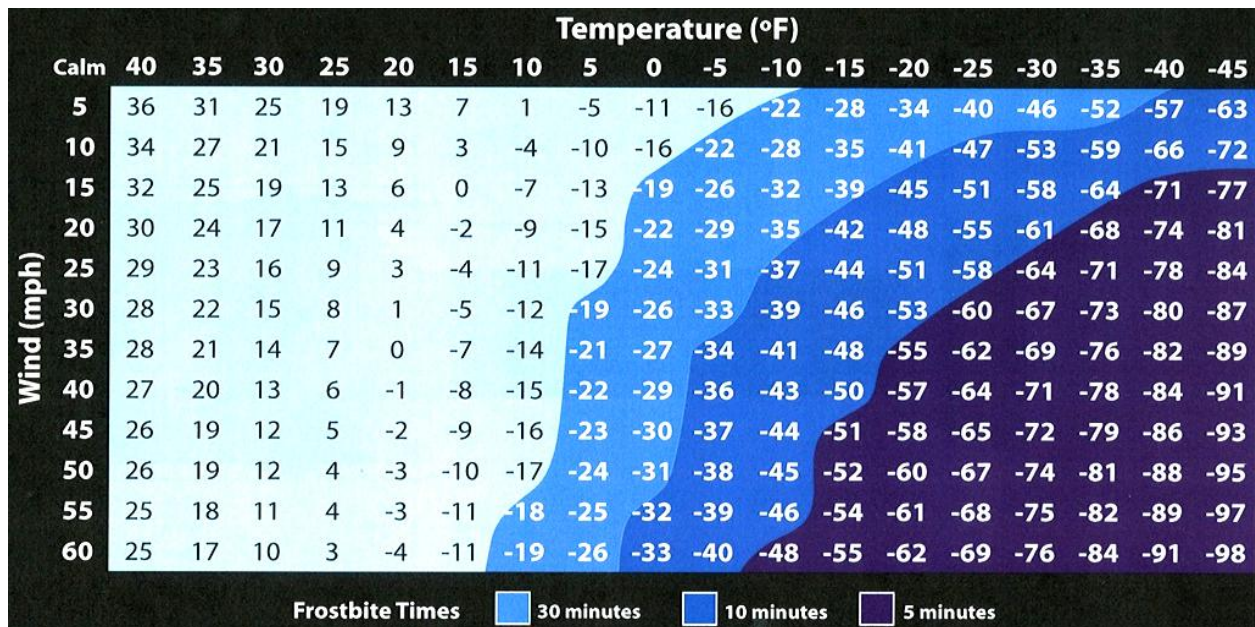 Temperature (ºF)
Calm 40 35 30 25 20 15 10 5 0 -5 -10 -15 -20 -25 -30 -35 -40 -45
5 36 31 25 19 13 7 1 -5 -11 -16 -22 -28 -34 -40 -46 -52 -57 -63
10 34 27 21 15 9 3 -4 -10 -16 -22 -28 -35 -41 -47 -53 -59 -66 -72
15 32 25 19 13 6 0 -7 -13 -19 -26 -32 -39 -45 -51 -58 -64 -71 -77
20 30 24 17 11 4 -2 -9 -15 -22 -29 -35 -42 -48 -55 -61 -68 -74 -81
25 29 23 16 9 3 -4 -11 -17 -24 -31 -37 -44 -51 -58 -64 -71 -78 -84
30 28 22 15 8 1 -5 -12 -19 -26 -33 -39 -46 -53 -60 -67 -73 -80 -87
35 28 21 14 7 0 -7 -14 -21 -27 -34 -41 -48 -55 -62 -69 -76 -82 -89
40 27 20 13 6 -1 -8 -15 -22 -29 -36 -43 -50 -57 -64 -71 -78 -84 -91
45 26 19 12 5 -2 -9 -16 -23 -30 -37 -44 -51 -58 -65 -72 -79 -86 -93
50 26 19 12 4 -3 -10 -17 -24 -31 -38 -45 -52 -60 -67 -74 -81 -88 -95
55 25 18 11 4 -3 -11 -18 -25 -32 -39 -46 -54 -61 -68 -75 -82 -89 -97
60 25 17 10 3 -4 -11 -19 -26 -33 -40 -48 -55 -62 -69 -76 -84 -91 -98
Wind (mph)
Frostbite Times 30 minutes 10 minutes 5 minutes